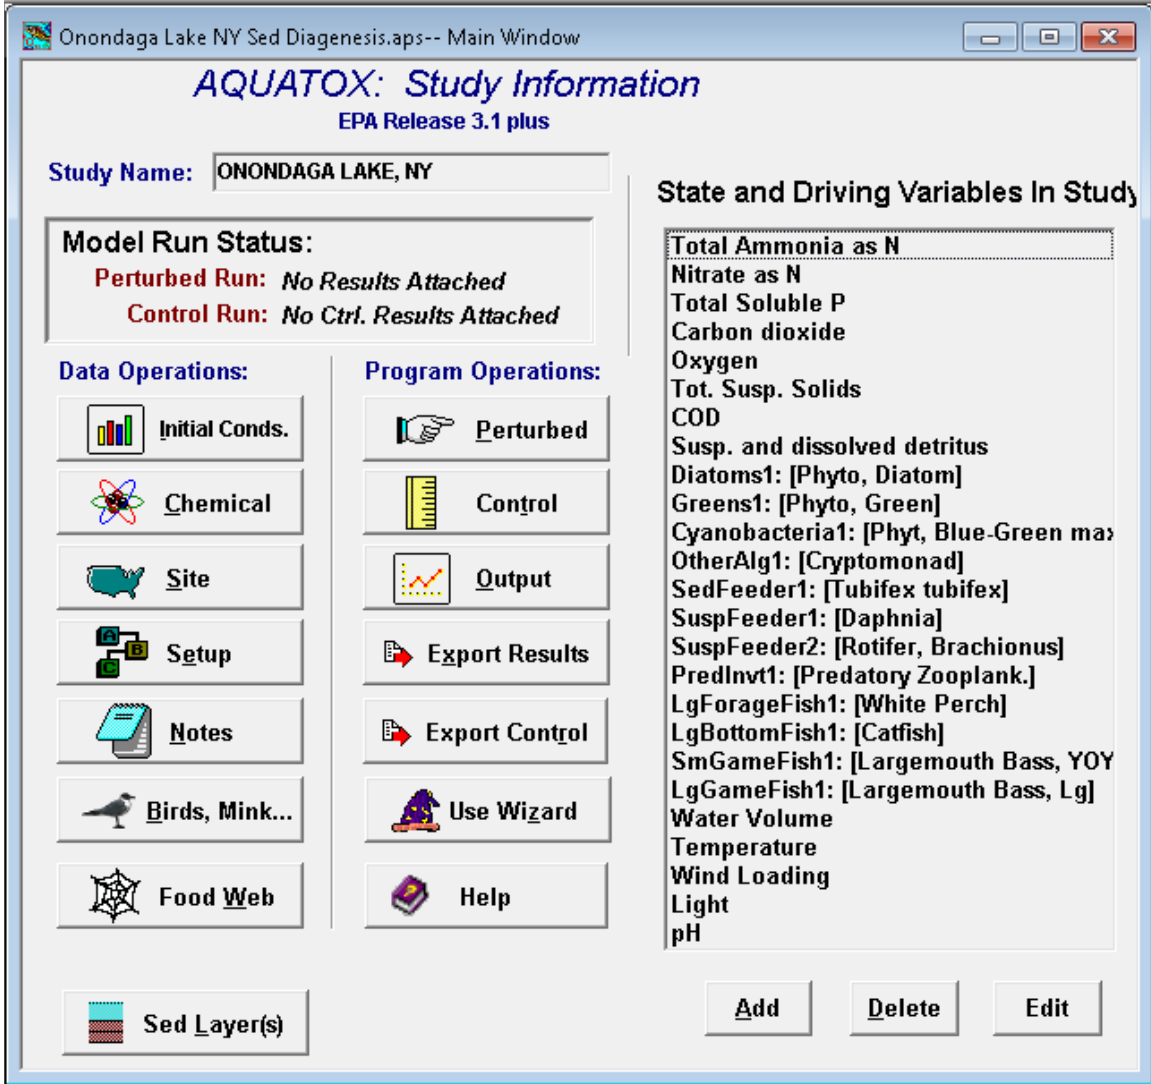 Onondaga Lake NY Sed Diagenesis.aps-- Main Window
AQUATOX: Study Information
EPA Release 3.1 plus
Study Name: ONONDAGA LAKE, NY
Model Run Status:
Perturbed Run: No Results Attached
Control Run: No Ctrl. Results Attached
Data Operations:
Initial Conds.
Chemical
Site
A
B
C
Setup
Notes
Birds, Mink...
Food Web
Sed Layer(s)
Program Operations:
Perturbed
Control
Output
Export Results
Export Control
Use Wizard
?
Help
State and Driving Variables In Study
Total Ammonia as N
Nitrate as N
Total Soluble P
Carbon dioxide
Oxygen
Tot. Susp. Solids
COD
Susp. and dissolved detritus
Diatoms1: [Phyto, Diatom]
Greens1: [Phyto, Green]
Cyanobacteria1: [Phyt, Blue-Green max
OtherAlg1: [Cryptomonad]
SedFeeder1: [Tubifex tubifex]
SuspFeeder1: [Daphnia]
SuspFeeder2: [Rotifer, Brachionus]
PredInvt1: [Predatory Zooplank.]
LgForageFish1: [White Perch]
LgBottomFish1: [Catfish]
SmGameFish1: [Largemouth Bass, YOY
LgGameFish1: [Largemouth Bass, Lg]
Water Volume
Temperature
Wind Loading
Light
pH
Add
Delete
Edit